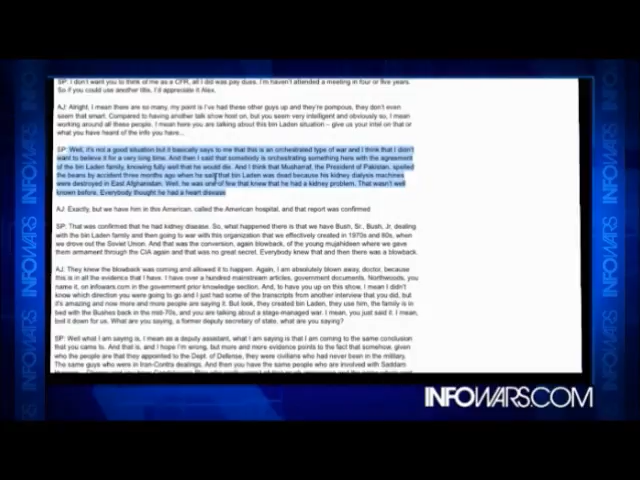 SP: I don't want you to think of me as a CFR, all I did was pay dues. I'm haven't attended a meeting in four or five years.
So if you could use another title, I'd appreciate it Alex.
AJ: Alright, I mean there are so many, my point is I've had these other guys up and they're pompous, they don't even
seem that smart. Compared to having another talk show host on, but you seem very intelligent and obviously so, I mean
working around all these people. I mean here you are talking about this bin Laden situation – give us your intel on that or
what you have heard of the info you have...
SP: Well, it's not a good situation but it basically says to me that this is an orchestrated type of war and I think that I didn't
want to believe it for a very long time. And then I said that somebody is orchestrating something here with the agreement
of the bin Laden family, knowing fully well that he would die. And I think that Musharraf, the President of Pakistan, spelled
the beans by accident three months ago when he said that bin Laden was dead because his kidney dialysis machines
were destroyed in East Afghanistan. Well, he was one of few that knew that he had a kidney problem. That wasn't well
known before. Everybody thought he had a heart disease
AJ: Exactly, but we have him in this American, called the American hospital, and that report was confirmed
SP: That was confirmed that he had kidney disease. So, what happened there is that we have Bush, Sr., Bush, Jr, dealing
with the bin Laden family and then going to war with this organization that we effectively created in 1970s and 80s, when
we drove out the Soviet Union. And that was the conversion, again blowback, of the young mujahideen where we gave
them armament through the CIA again and that was no great secret. Everybody knew that and then there was a blowback.
AJ: They knew the blowback was coming and allowed it to happen. Again, I am absolutely blown away, doctor, because
this is in all the evidence that I have. I have over a hundred mainstream articles, government documents, Northwoods, you
name it, on infowars.com in the government prior knowledge section. And, to have you up on this show, I mean I didn't
know which direction you were going to go and I just had some of the transcripts from another interview that you did, but
it's amazing and now more and more people are saying it. But look, they created bin Laden, they use him, the family is in
bed with the Bushes back in the mid-70s, and you are talking about a stage-managed war. I mean, you just said it. I mean,
boil it down for us. What are you saying, a former deputy secretary of state, what are you saying?
SP: Well what I am saying is, I mean as a deputy assistant, what I am saying is that I am coming to the same conclusion
that you came to. And that is, and I hope I'm wrong, but more and more evidence points to the fact that somehow, given
who the people are that they appointed to the Dept. of Defense, they were civilians who had never been in the military.
The same guys who were in Iran-Contra dealings. And then you have the same people who are involved with Saddam
INFOWARS.COM
INFOWARS
INFOWARS